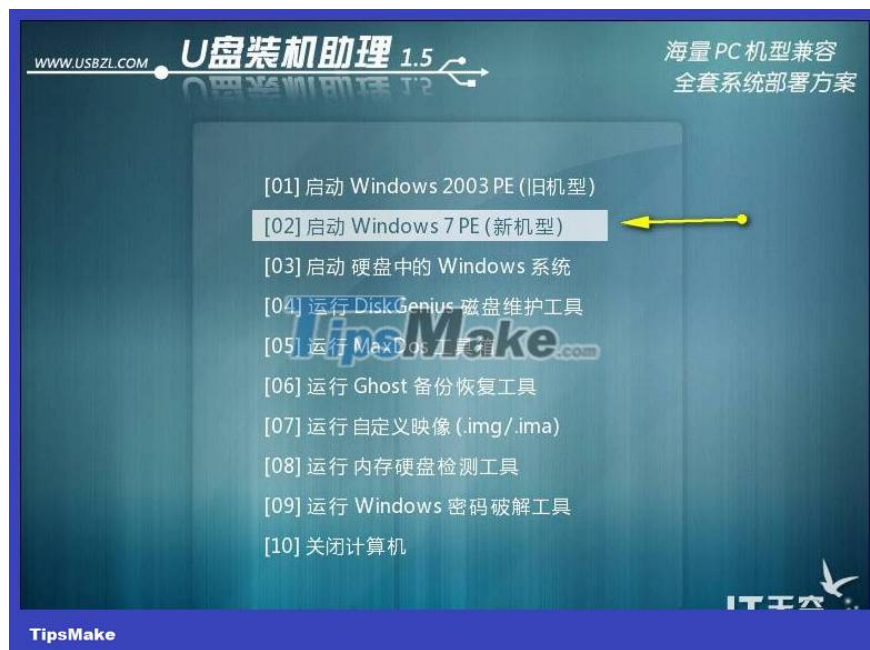 WWW.USBZL.COM U盘装机助理 1.5
海量PC机型兼容
全套系统部署方案
[01] 启动 Windows 2003 PE (旧机型)
[02] 启动 Windows 7 PE (新机型)
[03] 启动 硬盘中的 Windows 系统
[04] 运行 DiskGenius 磁盘维护工具
[05] 运行 MaxDos 工具箱
TipsMake.com
[06] 运行 Ghost 备份恢复工具
[07] 运行 自定义映像 (.img/.ima)
[08] 运行 内存硬盘检测工具
[09] 运行 Windows 密码破解工具
[10] 关闭计算机
IT天空
TipsMake